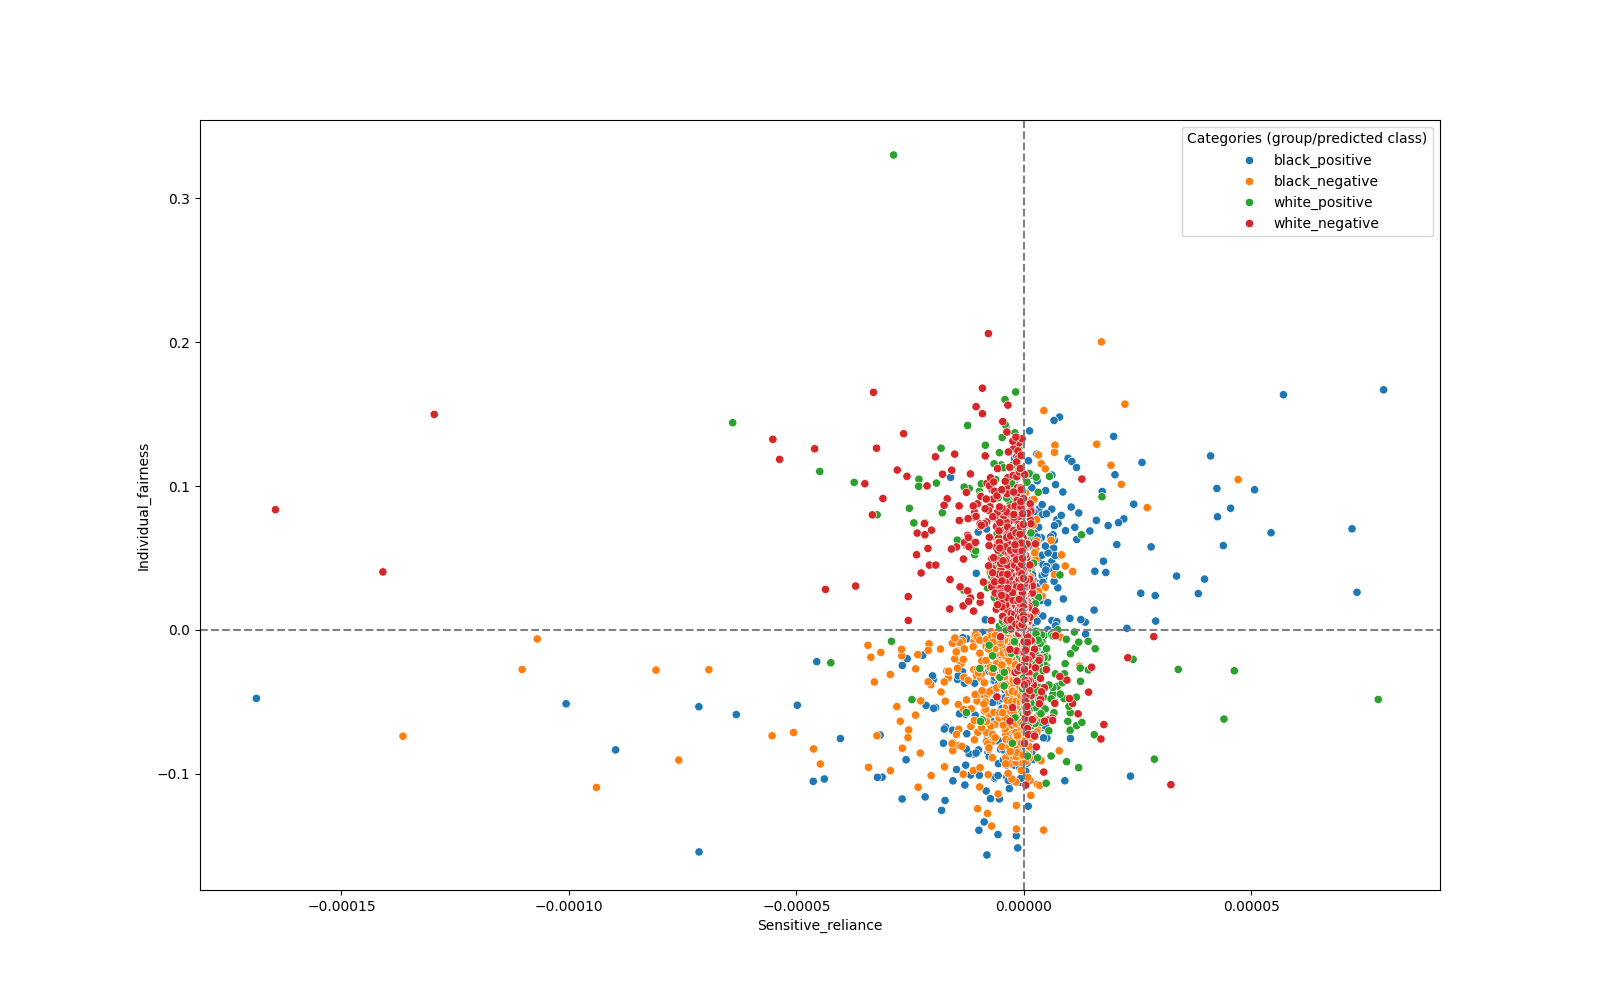 Categories (group/predicted class)
black_positive
black_negative
white_positive
white_negative
0.3
0.2
0.1
0.0
−0.1
Individual_fairness
−0.00015
−0.00010
−0.00005
0.00000
0.00005
Sensitive_reliance